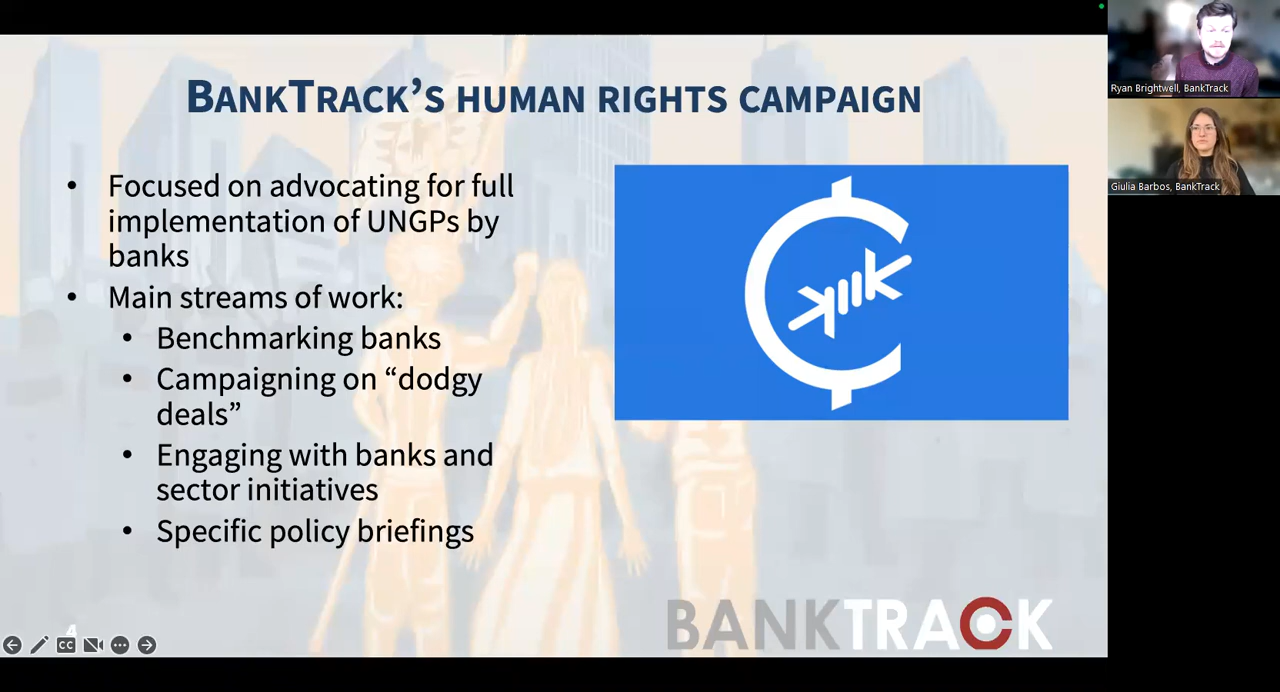 BANKTRACK'S HUMAN RIGHTS CAMPAIGN
• Focused on advocating for full
implementation of UNGPs by
banks
• Main streams of work:
• Benchmarking banks
• Campaigning on “dodgy
deals”
• Engaging with banks and
sector initiatives
• Specific policy briefings
4
CC
BANKTRACK
Ryan Brightwell, BankTrack
Giulia Barbos, BankTrack